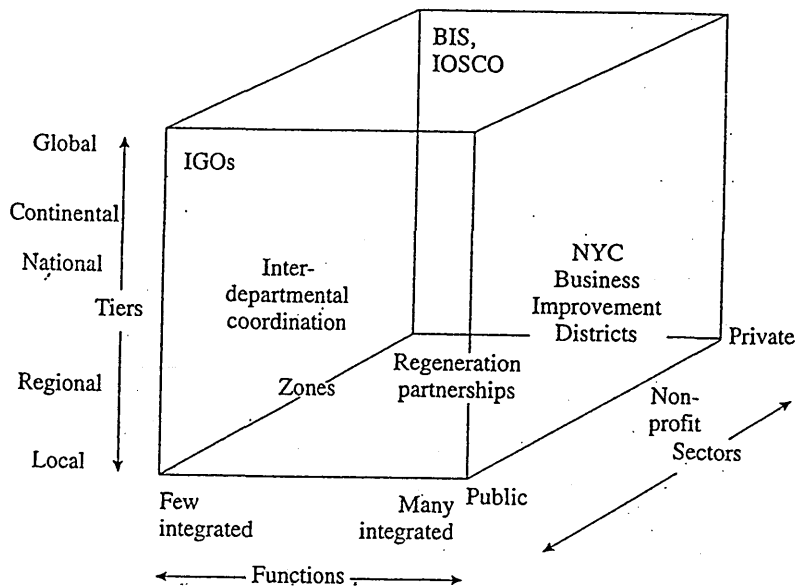 BIS,
IOSCO
Global
IGOs
Continental
National
Inter-
departmental
coordination
NYC
Business
Improvement
Districts
Tiers
Private
Regeneration
partnerships
Regional
Zones
Non-
profit
Sectors
Local
Few
integrated
Many
integrated
Public
Functions